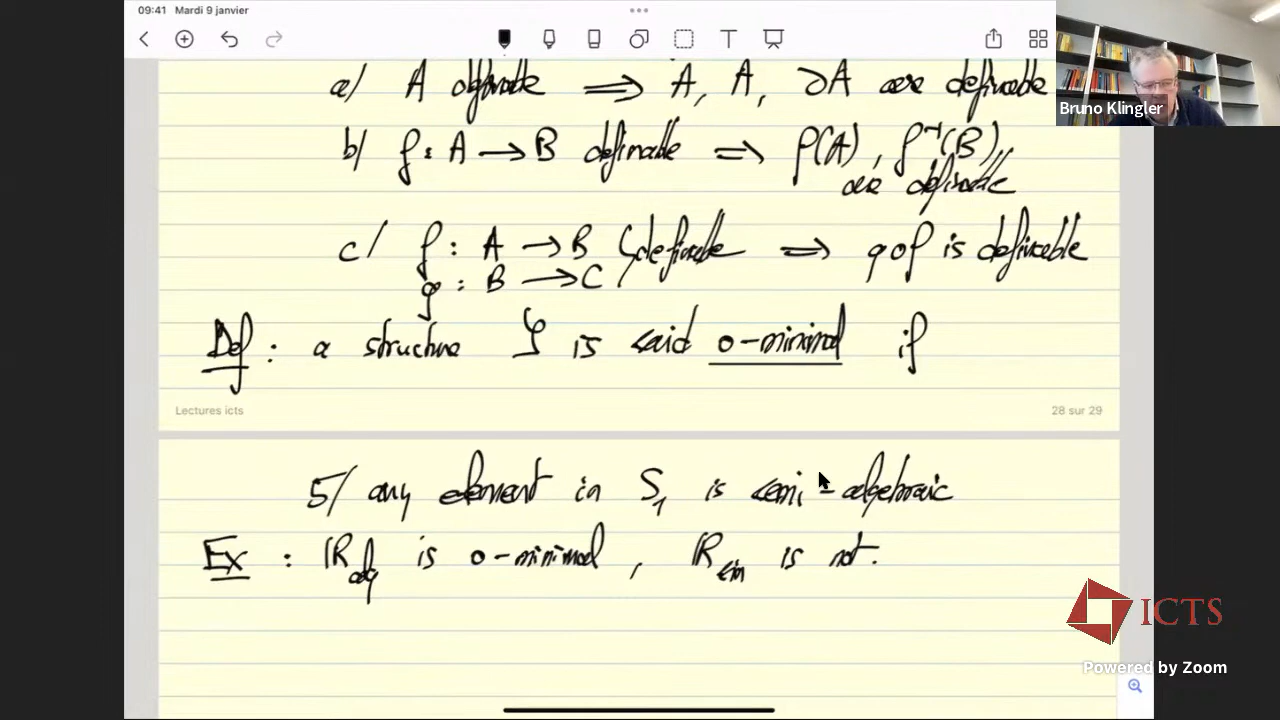 09:41 Mardi 9 janvier
Bruno Klingler
a/ A definable ⟹ Å, Ā, ∂A are definable
b/ f : A → B definable ⟹ f(A), f⁻¹(B),
are definable
c/ f : A → B } definable ⟹ g∘f is definable
g : B → C
Def : a structure S is said o-minimal if
Lectures icts
28 sur 29
5/ any element in S₁ is semi-algebraic
Ex : ℝ_alg is o-minimal, ℝ_sin is not.
ICTS
Powered by Zoom